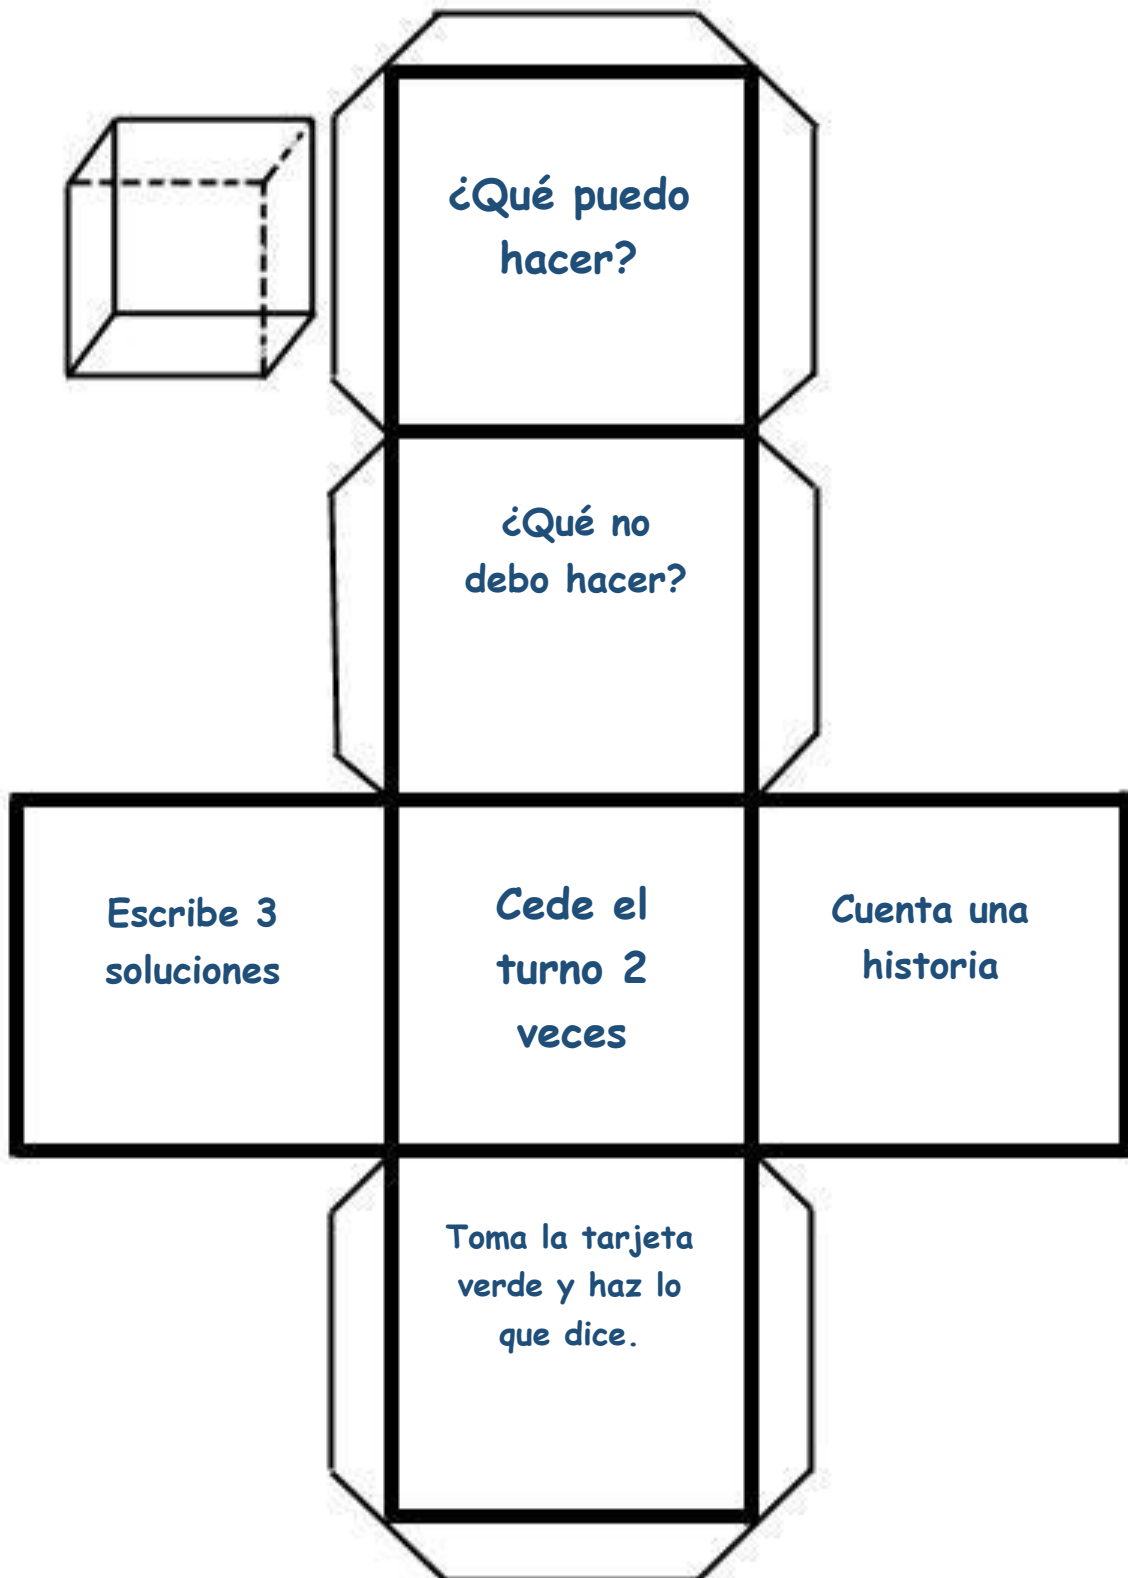 ¿Qué puedo
hacer?
¿Qué no
debo hacer?
Escribe 3
soluciones
Cede el
turno 2
veces
Cuenta una
historia
Toma la tarjeta
verde y haz lo
que dice.